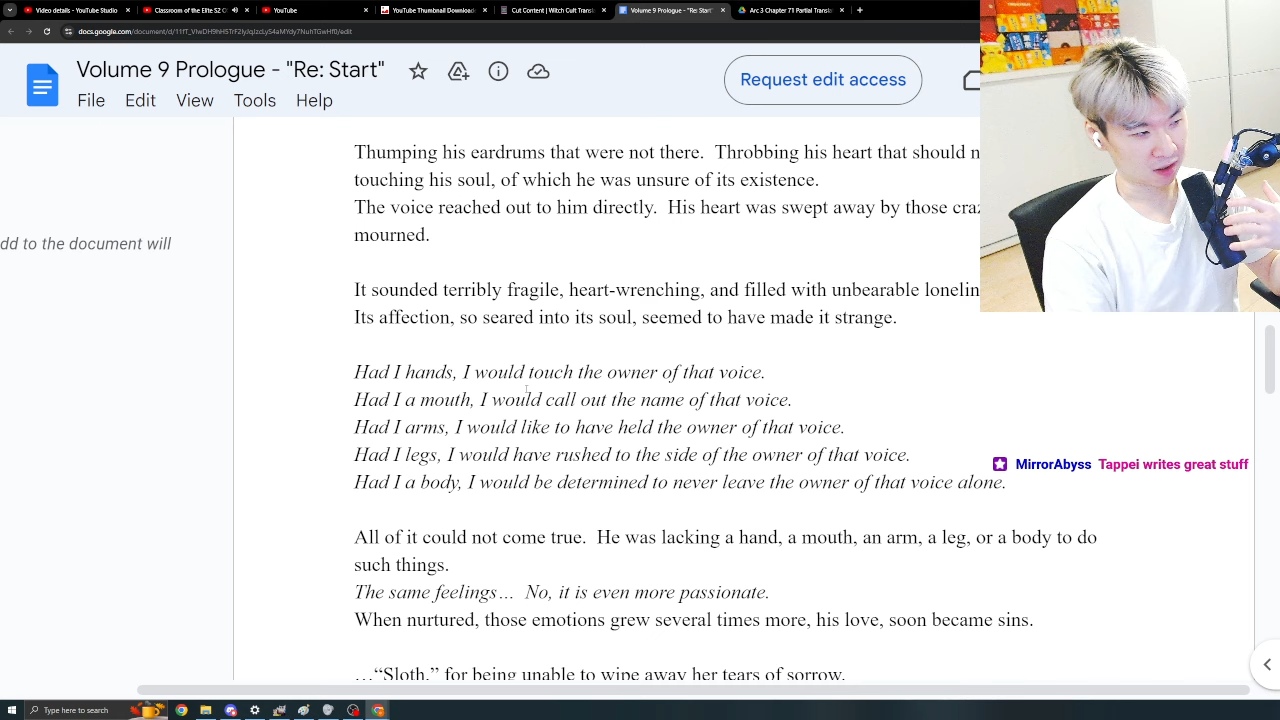 Video details - YouTube Studio
Classroom of the Elite S2 C
YouTube
YouTube Thumbnail Download
Cut Content | Witch Cult Trans
Volume 9 Prologue - "Re: Start"
Arc 3 Chapter 71 Partial Trans
Volume 9 Prologue - "Re: Start"
File Edit View Tools Help
Request edit access
dd to the document will
Thumping his eardrums that were not there. Throbbing his heart that should n
touching his soul, of which he was unsure of its existence.
The voice reached out to him directly. His heart was swept away by those craz
mourned.
It sounded terribly fragile, heart-wrenching, and filled with unbearable lonelin
Its affection, so seared into its soul, seemed to have made it strange.
Had I hands, I would touch the owner of that voice.
Had I a mouth, I would call out the name of that voice.
Had I arms, I would like to have held the owner of that voice.
Had I legs, I would have rushed to the side of the owner of that voice.
MirrorAbyss Tappei writes great stuff
Had I a body, I would be determined to never leave the owner of that voice alone.
All of it could not come true. He was lacking a hand, a mouth, an arm, a leg, or a body to do
such things.
The same feelings… No, it is even more passionate.
When nurtured, those emotions grew several times more, his love, soon became sins.
…“Sloth,” for being unable to wipe away her tears of sorrow.
Type here to search